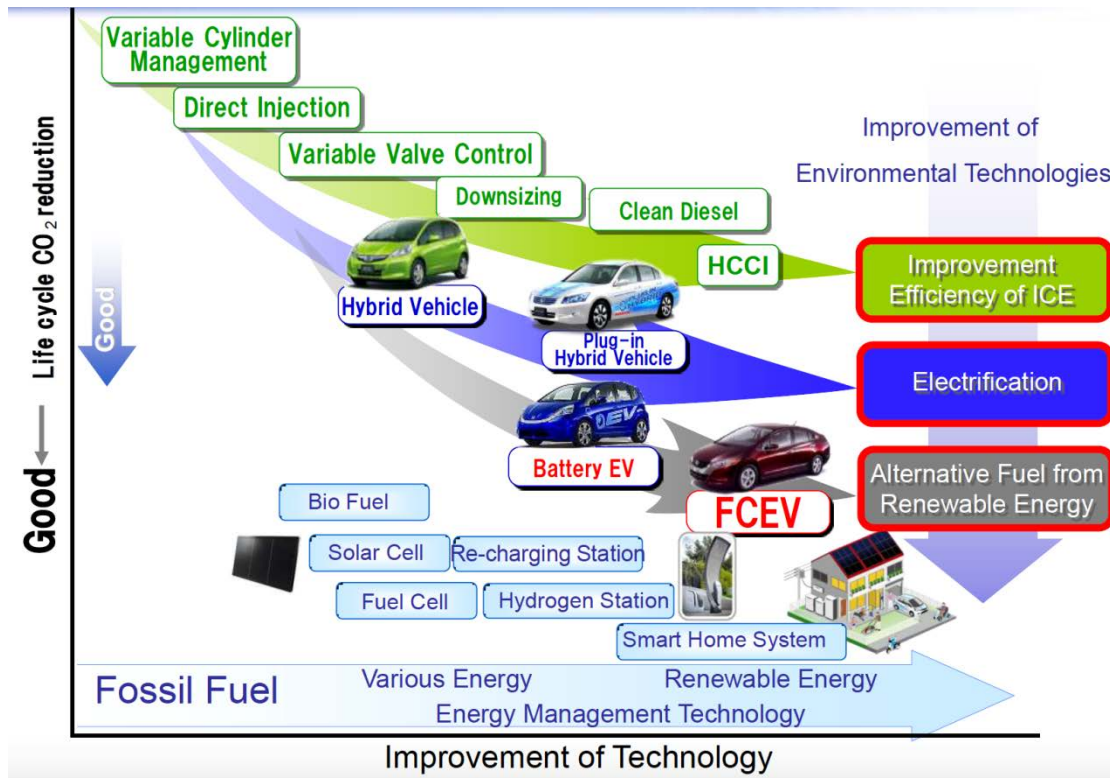 Variable Cylinder
Management
Direct Injection
Variable Valve Control
Downsizing
Clean Diesel
HCCI
Improvement of
Environmental Technologies
Improvement
Efficiency of ICE
Hybrid Vehicle
Plug-in
Hybrid Vehicle
Electrification
EV
Battery EV
FCEV
Alternative Fuel from
Renewable Energy
Good
Good ← Life cycle CO₂ reduction
Bio Fuel
Solar Cell
Re-charging Station
Fuel Cell
Hydrogen Station
Smart Home System
Fossil Fuel
Various Energy
Renewable Energy
Energy Management Technology
Improvement of Technology